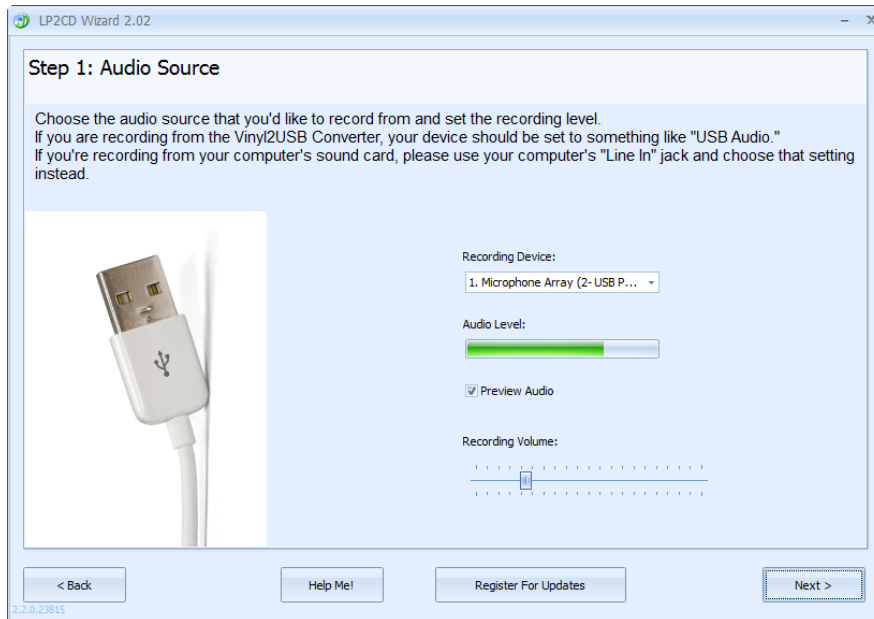 LP2CD Wizard 2.02
Step 1: Audio Source
Choose the audio source that you'd like to record from and set the recording level.
If you are recording from the Vinyl2USB Converter, your device should be set to something like "USB Audio."
If you're recording from your computer's sound card, please use your computer's "Line In" jack and choose that setting
instead.
Recording Device:
1. Microphone Array (2- USB P...
Audio Level:
Preview Audio
Recording Volume:
< Back
Help Me!
Register For Updates
Next >
2.2.0.23815